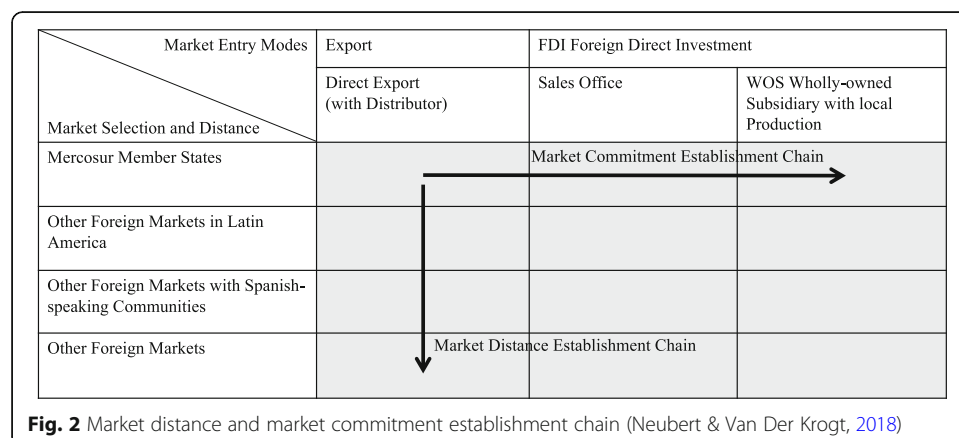 Market Entry Modes
Export
FDI Foreign Direct Investment
Market Selection and Distance
Direct Export
(with Distributor)
Sales Office
WOS Wholly-owned
Subsidiary with local
Production
Mercosur Member States
Market Commitment Establishment Chain
Other Foreign Markets in Latin
America
Other Foreign Markets with Spanish-
speaking Communities
Other Foreign Markets
Market Distance Establishment Chain
Fig. 2 Market distance and market commitment establishment chain (Neubert & Van Der Krogt, 2018)